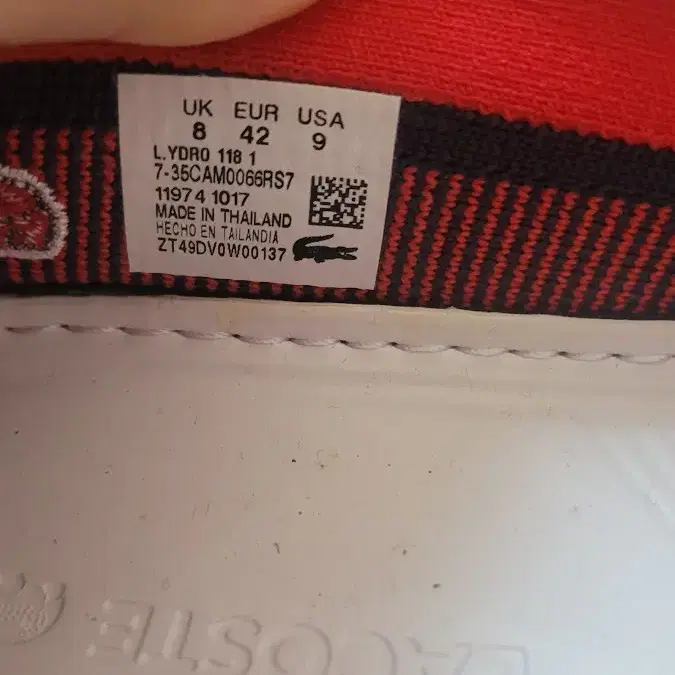 UK EUR USA
8 42 9
L.YDRO 118 1
7-35CAM0066RS7
11974 1017
MADE IN THAILAND
HECHO EN TAILANDIA
ZT49DV0W00137
LACOSTE